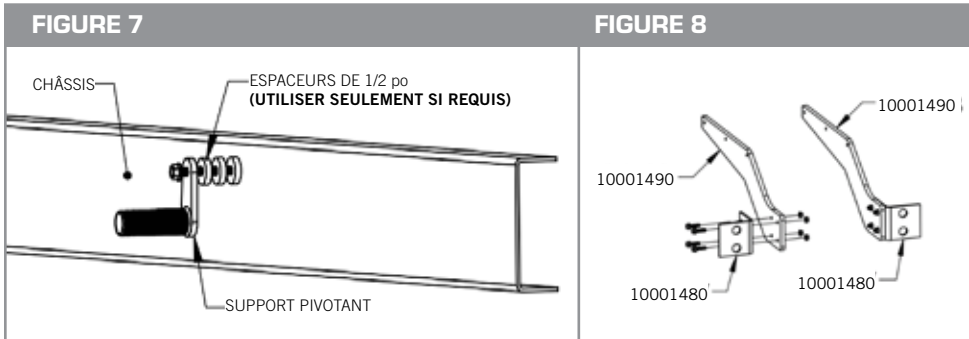 FIGURE 7
CHÂSSIS
ESPACEURS DE 1/2 po
(UTILISER SEULEMENT SI REQUIS)
SUPPORT PIVOTANT
FIGURE 8
10001490
10001490
10001480
10001480